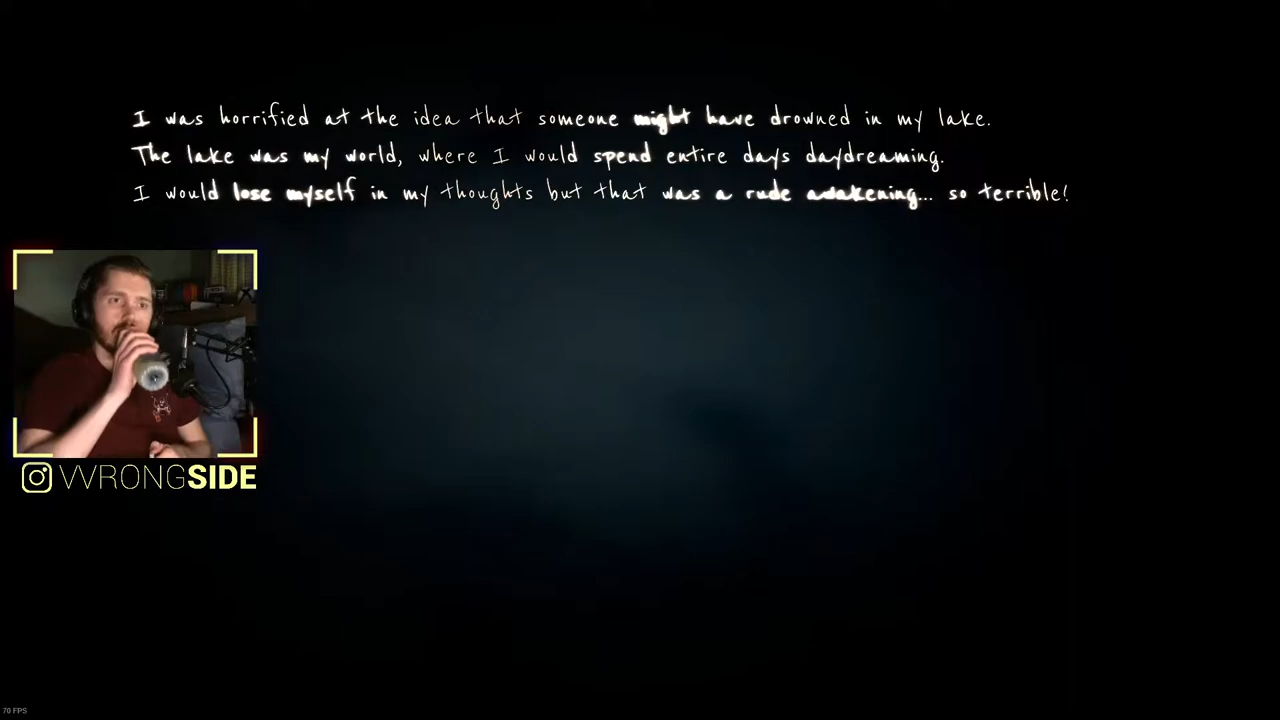 I was horrified at the idea that someone might have drowned in my lake.
The lake was my world, where I would spend entire days daydreaming.
I would lose myself in my thoughts but that was a rude awakening... so terrible!
VVRONGSIDE
70 FPS